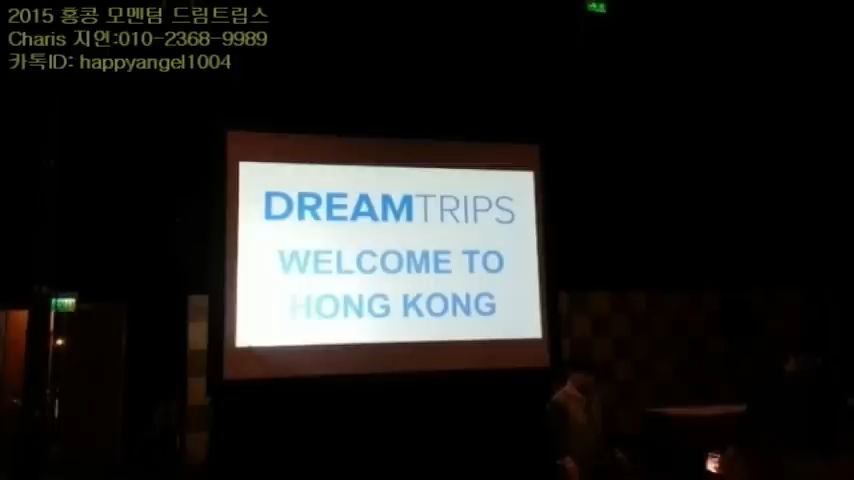 2015 홍콩 모멘텀 드림트립스
Charis 지연:010-2368-9989
카톡ID: happyangel1004
DREAMTRIPS
WELCOME TO
HONG KONG